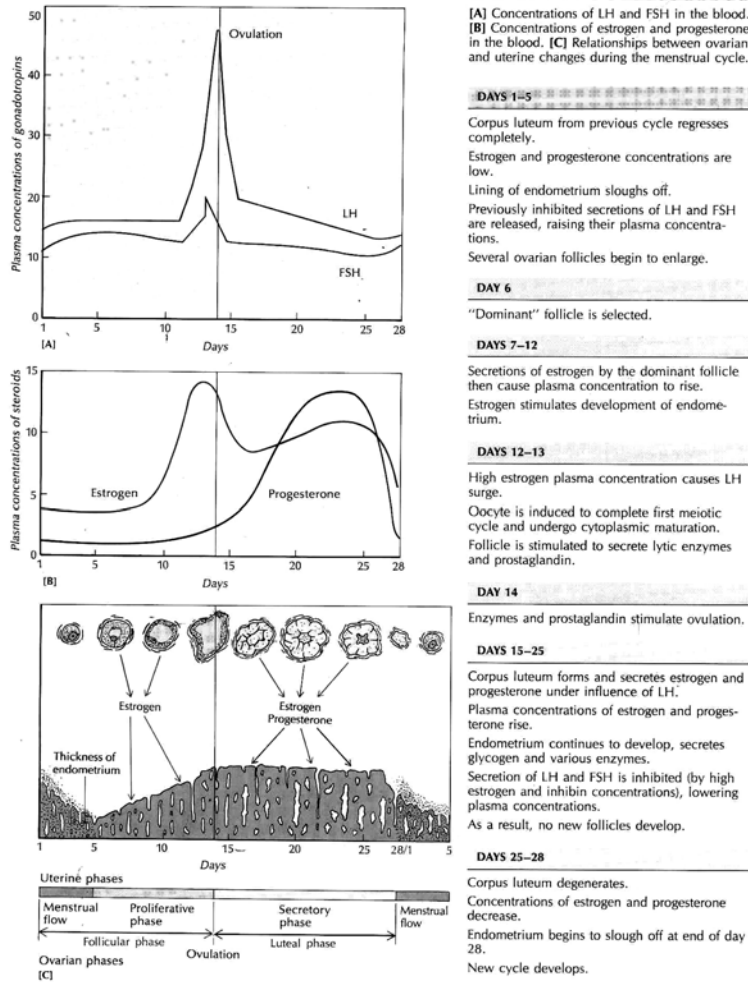 50
40
30
20
10
0
Plasma concentrations of gonadotropins
Ovulation
LH
FSH
1 5 10 15 20 25 28
[A]
Days
15
10
5
0
Plasma concentrations of steroids
Estrogen
Progesterone
1 5 10 15 20 25 28
[B]
Days
Estrogen
Estrogen
Progesterone
Thickness of
endometrium
1 5 10 15 20 25 28/1 5
Days
Uterine phases
Menstrual
flow
Proliferative
phase
Secretory
phase
Menstrual
flow
Follicular phase
Luteal phase
Ovulation
Ovarian phases
[C]
[A] Concentrations of LH and FSH in the blood.
[B] Concentrations of estrogen and progesterone
in the blood. [C] Relationships between ovarian
and uterine changes during the menstrual cycle.
DAYS 1–5
Corpus luteum from previous cycle regresses
completely.
Estrogen and progesterone concentrations are
low.
Lining of endometrium sloughs off.
Previously inhibited secretions of LH and FSH
are released, raising their plasma concentra-
tions.
Several ovarian follicles begin to enlarge.
DAY 6
"Dominant" follicle is selected.
DAYS 7–12
Secretions of estrogen by the dominant follicle
then cause plasma concentration to rise.
Estrogen stimulates development of endome-
trium.
DAYS 12–13
High estrogen plasma concentration causes LH
surge.
Oocyte is induced to complete first meiotic
cycle and undergo cytoplasmic maturation.
Follicle is stimulated to secrete lytic enzymes
and prostaglandin.
DAY 14
Enzymes and prostaglandin stimulate ovulation.
DAYS 15–25
Corpus luteum forms and secretes estrogen and
progesterone under influence of LH.
Plasma concentrations of estrogen and proges-
terone rise.
Endometrium continues to develop, secretes
glycogen and various enzymes.
Secretion of LH and FSH is inhibited (by high
estrogen and inhibin concentrations), lowering
plasma concentrations.
As a result, no new follicles develop.
DAYS 25–28
Corpus luteum degenerates.
Concentrations of estrogen and progesterone
decrease.
Endometrium begins to slough off at end of day
28.
New cycle develops.